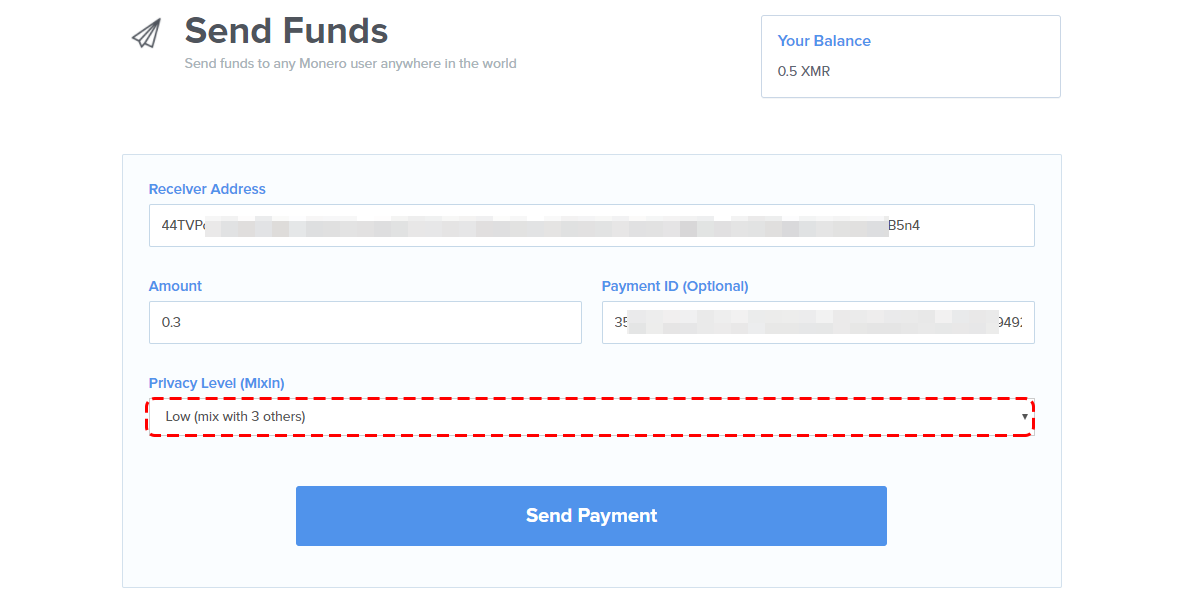 Send Funds
Send funds to any Monero user anywhere in the world
Your Balance
0.5 XMR
Receiver Address
44TVP B5n4
Amount
Payment ID (Optional)
0.3
35 949
Privacy Level (Mixin)
Low (mix with 3 others)
Send Payment